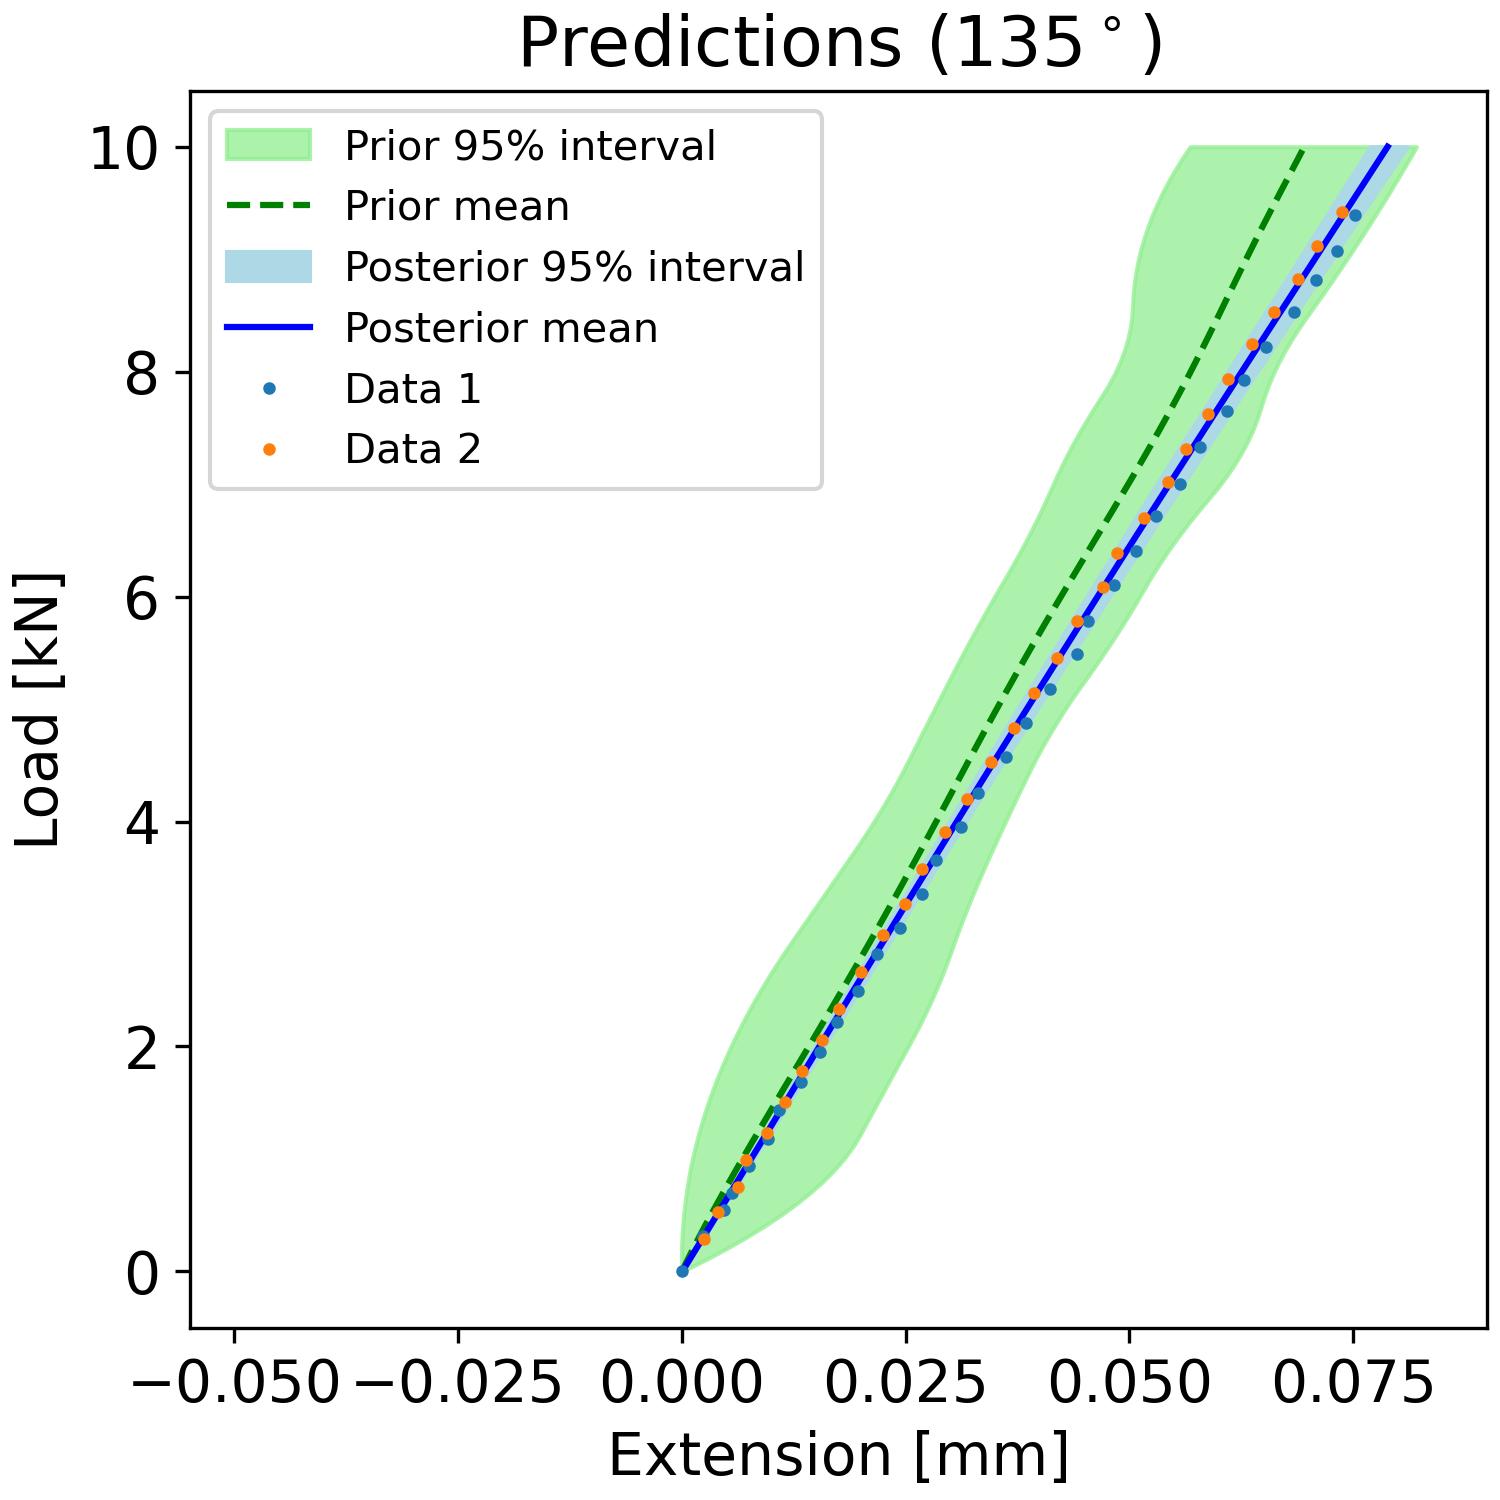 Predictions (135°)
Prior 95% interval
Prior mean
Posterior 95% interval
Posterior mean
Data 1
Data 2
10
8
6
4
2
0
Load [kN]
−0.050 −0.025 0.000 0.025 0.050 0.075
Extension [mm]